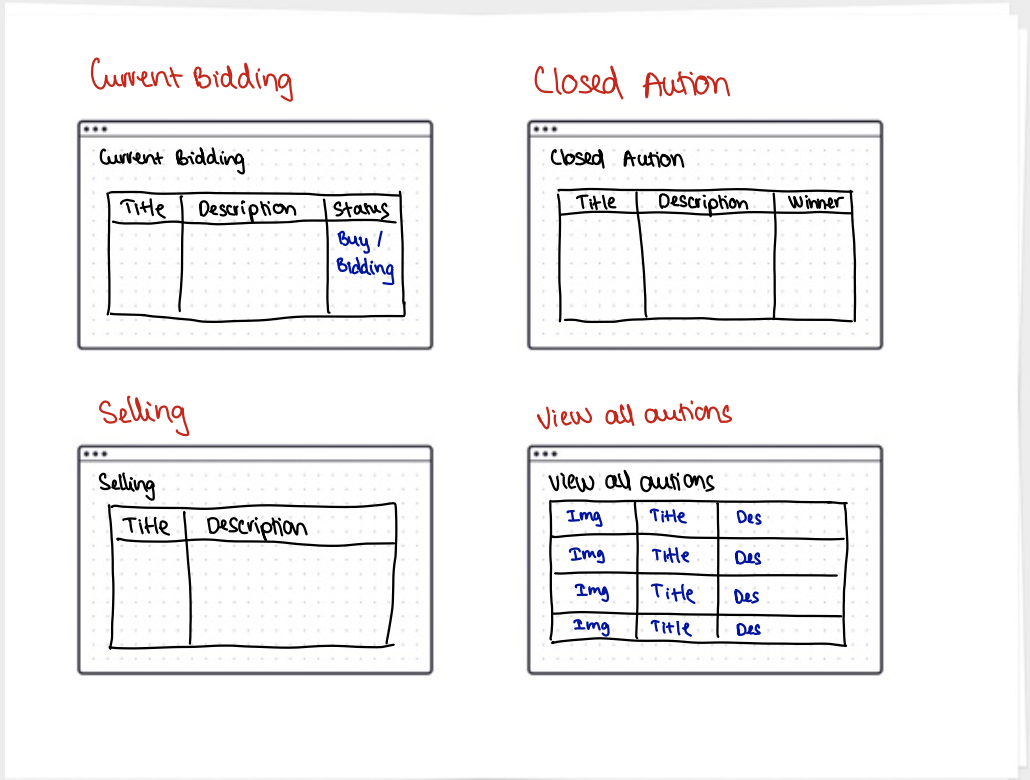 Current Bidding
Current Bidding
Title Description Status
Buy /
Bidding
Closed Aution
Closed Aution
Title Description Winner
Selling
Selling
Title Description
View all autions
View all autions
Img Title Des
Img Title Des
Img Title Des
Img Title Des